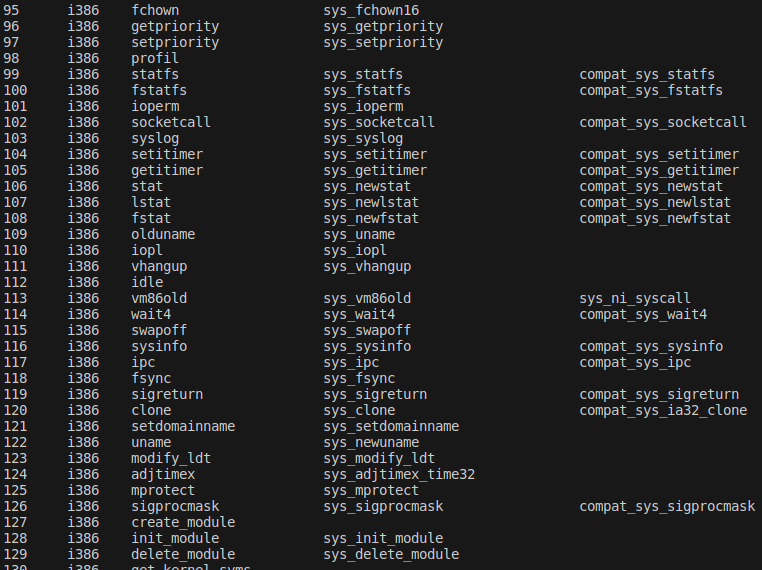 95 i386 fchown sys_fchown16
96 i386 getpriority sys_getpriority
97 i386 setpriority sys_setpriority
98 i386 profil
99 i386 statfs sys_statfs compat_sys_statfs
100 i386 fstatfs sys_fstatfs compat_sys_fstatfs
101 i386 ioperm sys_ioperm
102 i386 socketcall sys_socketcall compat_sys_socketcall
103 i386 syslog sys_syslog
104 i386 setitimer sys_setitimer compat_sys_setitimer
105 i386 getitimer sys_getitimer compat_sys_getitimer
106 i386 stat sys_newstat compat_sys_newstat
107 i386 lstat sys_newlstat compat_sys_newlstat
108 i386 fstat sys_newfstat compat_sys_newfstat
109 i386 olduname sys_uname
110 i386 iopl sys_iopl
111 i386 vhangup sys_vhangup
112 i386 idle
113 i386 vm86old sys_vm86old sys_ni_syscall
114 i386 wait4 sys_wait4 compat_sys_wait4
115 i386 swapoff sys_swapoff
116 i386 sysinfo sys_sysinfo compat_sys_sysinfo
117 i386 ipc sys_ipc compat_sys_ipc
118 i386 fsync sys_fsync
119 i386 sigreturn sys_sigreturn compat_sys_sigreturn
120 i386 clone sys_clone compat_sys_ia32_clone
121 i386 setdomainname sys_setdomainname
122 i386 uname sys_newuname
123 i386 modify_ldt sys_modify_ldt
124 i386 adjtimex sys_adjtimex_time32
125 i386 mprotect sys_mprotect
126 i386 sigprocmask sys_sigprocmask compat_sys_sigprocmask
127 i386 create_module
128 i386 init_module sys_init_module
129 i386 delete_module sys_delete_module
130 i386 get_kernel_syms